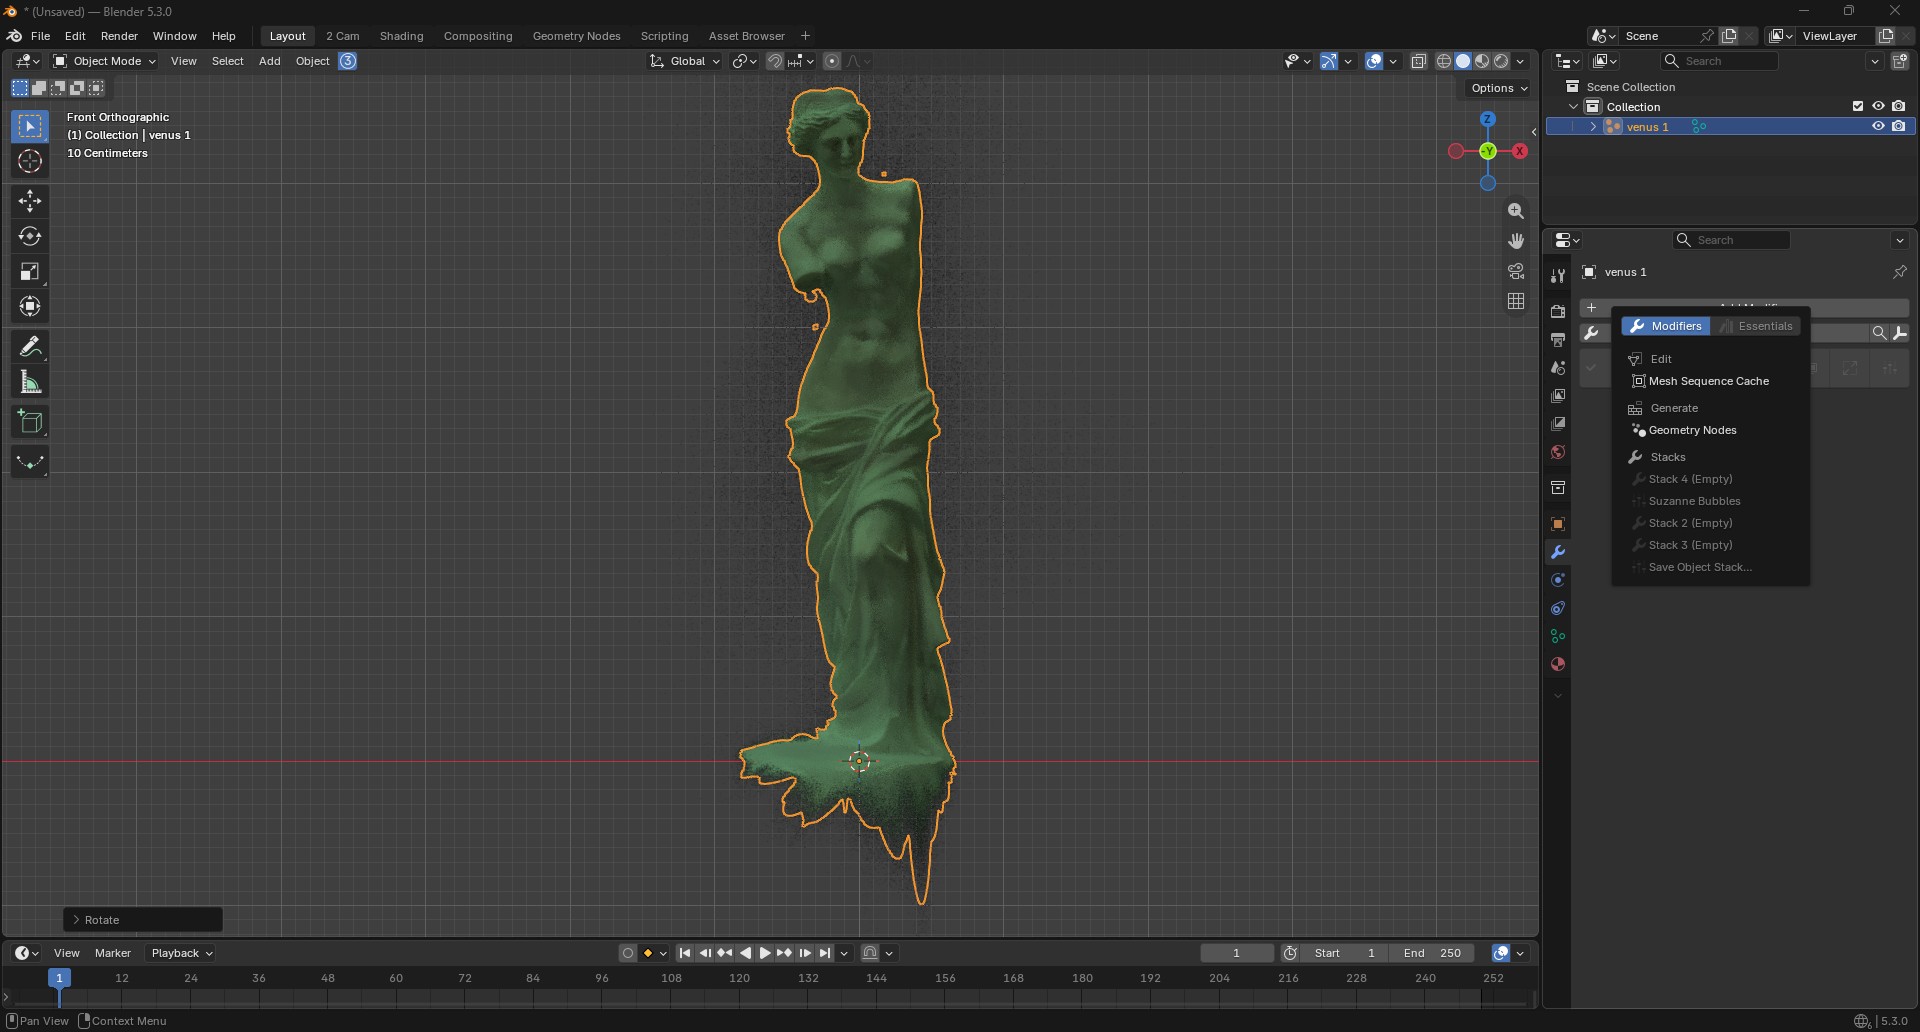 * (Unsaved) — Blender 5.3.0
File Edit Render Window Help Layout 2 Cam Shading Compositing Geometry Nodes Scripting Asset Browser Scene ViewLayer
Object Mode View Select Add Object 3 Global Search
Options
Front Orthographic
(1) Collection | venus 1
10 Centimeters
Z
-Y
X
Scene Collection
Collection
venus 1
Search
venus 1
Modifiers Essentials
Edit
Mesh Sequence Cache
Generate
Geometry Nodes
Stacks
Stack 4 (Empty)
Suzanne Bubbles
Stack 2 (Empty)
Stack 3 (Empty)
Save Object Stack...
Rotate
View Marker Playback 1 Start 1 End 250
1 12 24 36 48 60 72 84 96 108 120 132 144 156 168 180 192 204 216 228 240 252
Pan View Context Menu 5.3.0